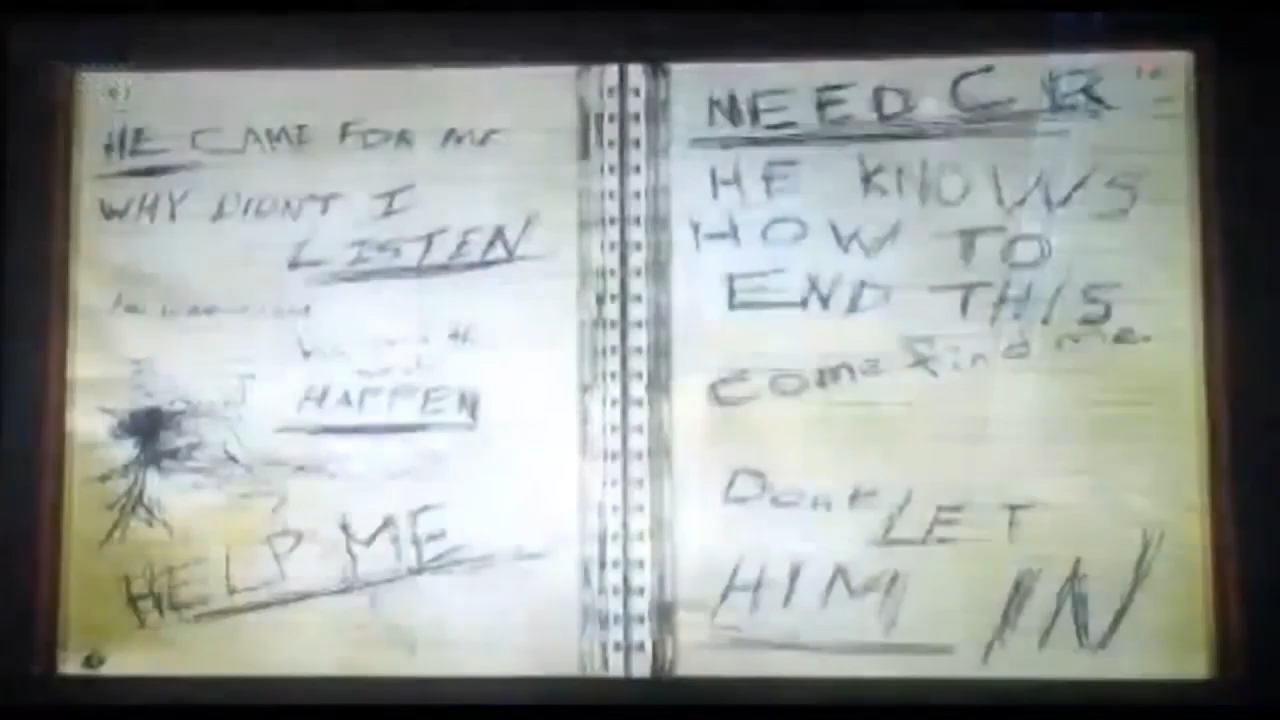 HE CAME FOR ME
WHY DIDNT I
LISTEN
HAPPEN
HELP ME
NEED CR
HE KNOWS
HOW TO
END THIS
come find me.
Dont LET
HIM IN